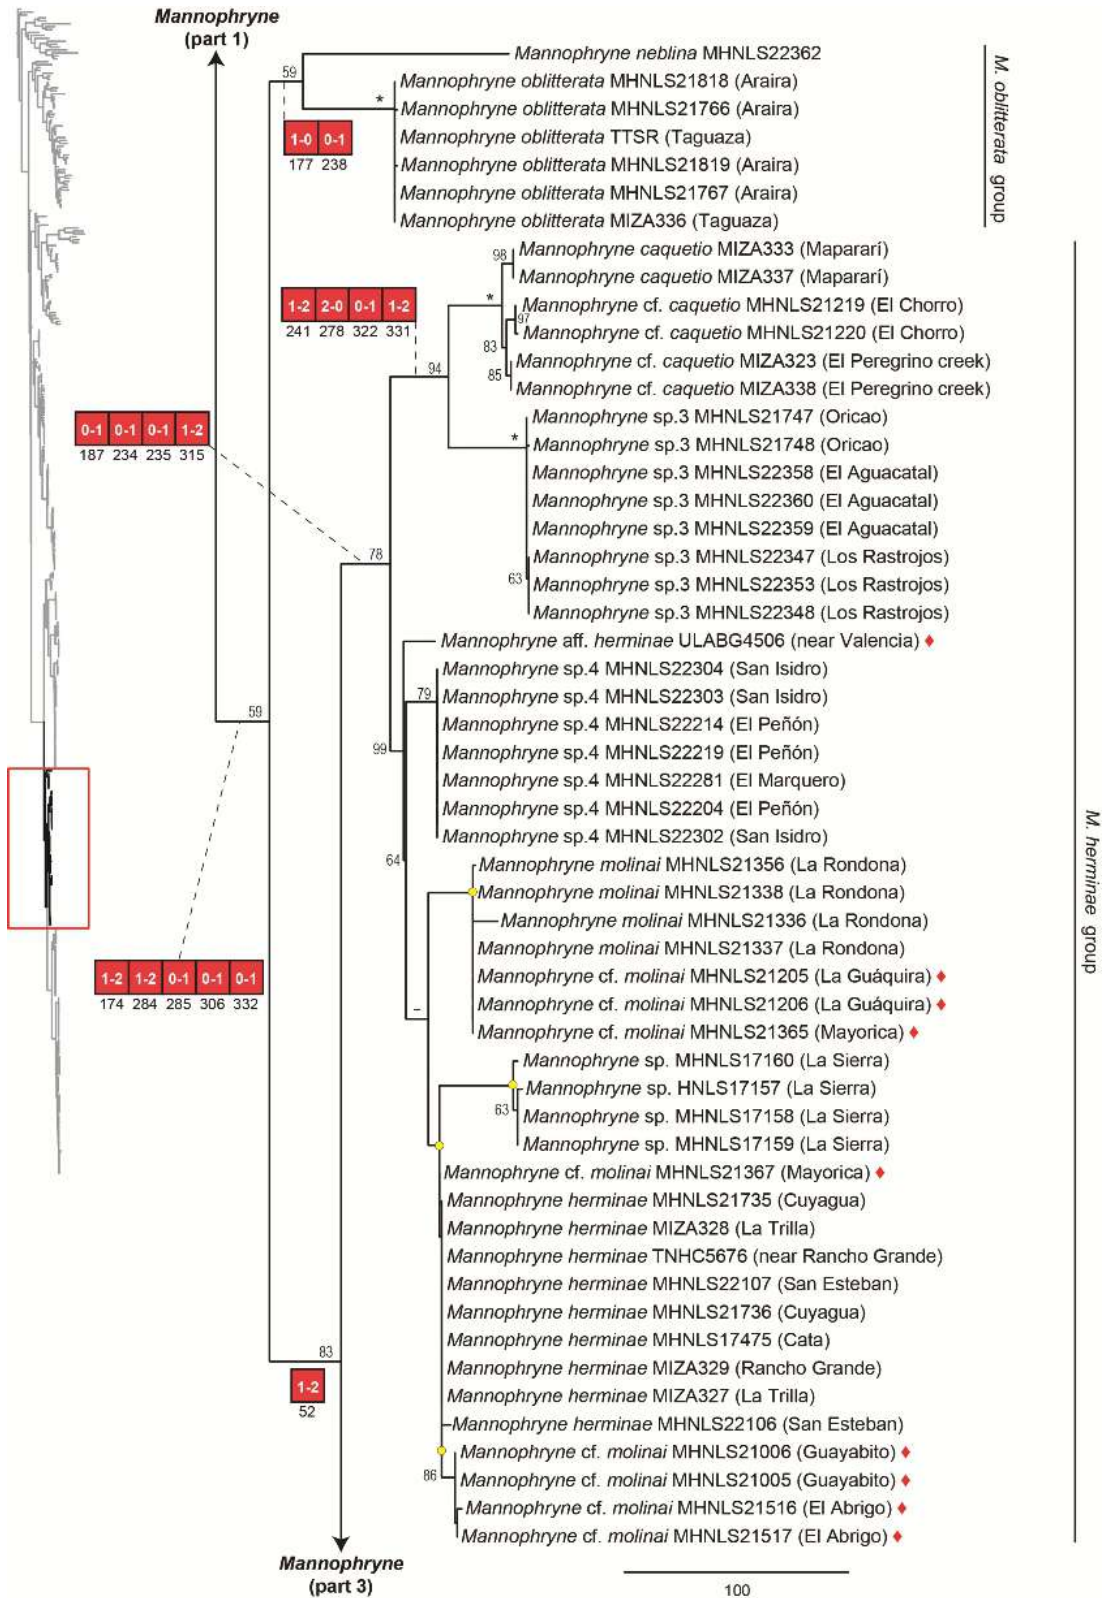 Mannophryne
(part 1)
59
Mannophryne neblina MHNLS22362
Mannophryne oblitterata MHNLS21818 (Araira)
*
Mannophryne oblitterata MHNLS21766 (Araira)
1-0 0-1
177 238
Mannophryne oblitterata TTSR (Taguaza)
Mannophryne oblitterata MHNLS21819 (Araira)
Mannophryne oblitterata MHNLS21767 (Araira)
Mannophryne oblitterata MIZA336 (Taguaza)
M. oblitterata group
98
Mannophryne caquetio MIZA333 (Mapararí)
Mannophryne caquetio MIZA337 (Mapararí)
1-2 2-0 0-1 1-2
241 278 322 331
*
97
Mannophryne cf. caquetio MHNLS21219 (El Chorro)
Mannophryne cf. caquetio MHNLS21220 (El Chorro)
83
94
85
Mannophryne cf. caquetio MIZA323 (El Peregrino creek)
Mannophryne cf. caquetio MIZA338 (El Peregrino creek)
0-1 0-1 0-1 1-2
187 234 235 315
Mannophryne sp.3 MHNLS21747 (Oricao)
*
Mannophryne sp.3 MHNLS21748 (Oricao)
Mannophryne sp.3 MHNLS22358 (El Aguacatal)
Mannophryne sp.3 MHNLS22360 (El Aguacatal)
Mannophryne sp.3 MHNLS22359 (El Aguacatal)
78
63
Mannophryne sp.3 MHNLS22347 (Los Rastrojos)
Mannophryne sp.3 MHNLS22353 (Los Rastrojos)
Mannophryne sp.3 MHNLS22348 (Los Rastrojos)
Mannophryne aff. herminae ULABG4506 (near Valencia) ♦
Mannophryne sp.4 MHNLS22304 (San Isidro)
79
Mannophryne sp.4 MHNLS22303 (San Isidro)
59
Mannophryne sp.4 MHNLS22214 (El Peñón)
99
Mannophryne sp.4 MHNLS22219 (El Peñón)
Mannophryne sp.4 MHNLS22281 (El Marquero)
Mannophryne sp.4 MHNLS22204 (El Peñón)
Mannophryne sp.4 MHNLS22302 (San Isidro)
64
Mannophryne molinai MHNLS21356 (La Rondona)
Mannophryne molinai MHNLS21338 (La Rondona)
Mannophryne molinai MHNLS21336 (La Rondona)
Mannophryne molinai MHNLS21337 (La Rondona)
M. herminae group
1-2 1-2 0-1 0-1 0-1
174 284 285 306 332
Mannophryne cf. molinai MHNLS21205 (La Guáquira) ♦
Mannophryne cf. molinai MHNLS21206 (La Guáquira) ♦
–
Mannophryne cf. molinai MHNLS21365 (Mayorica) ♦
Mannophryne sp. MHNLS17160 (La Sierra)
Mannophryne sp. HNLS17157 (La Sierra)
63
Mannophryne sp. MHNLS17158 (La Sierra)
Mannophryne sp. MHNLS17159 (La Sierra)
Mannophryne cf. molinai MHNLS21367 (Mayorica) ♦
Mannophryne herminae MHNLS21735 (Cuyagua)
Mannophryne herminae MIZA328 (La Trilla)
Mannophryne herminae TNHC5676 (near Rancho Grande)
Mannophryne herminae MHNLS22107 (San Esteban)
Mannophryne herminae MHNLS21736 (Cuyagua)
Mannophryne herminae MHNLS17475 (Cata)
83
Mannophryne herminae MIZA329 (Rancho Grande)
1-2
52
Mannophryne herminae MIZA327 (La Trilla)
Mannophryne herminae MHNLS22106 (San Esteban)
Mannophryne cf. molinai MHNLS21006 (Guayabito) ♦
86
Mannophryne cf. molinai MHNLS21005 (Guayabito) ♦
Mannophryne cf. molinai MHNLS21516 (El Abrigo) ♦
Mannophryne cf. molinai MHNLS21517 (El Abrigo) ♦
Mannophryne
(part 3)
100